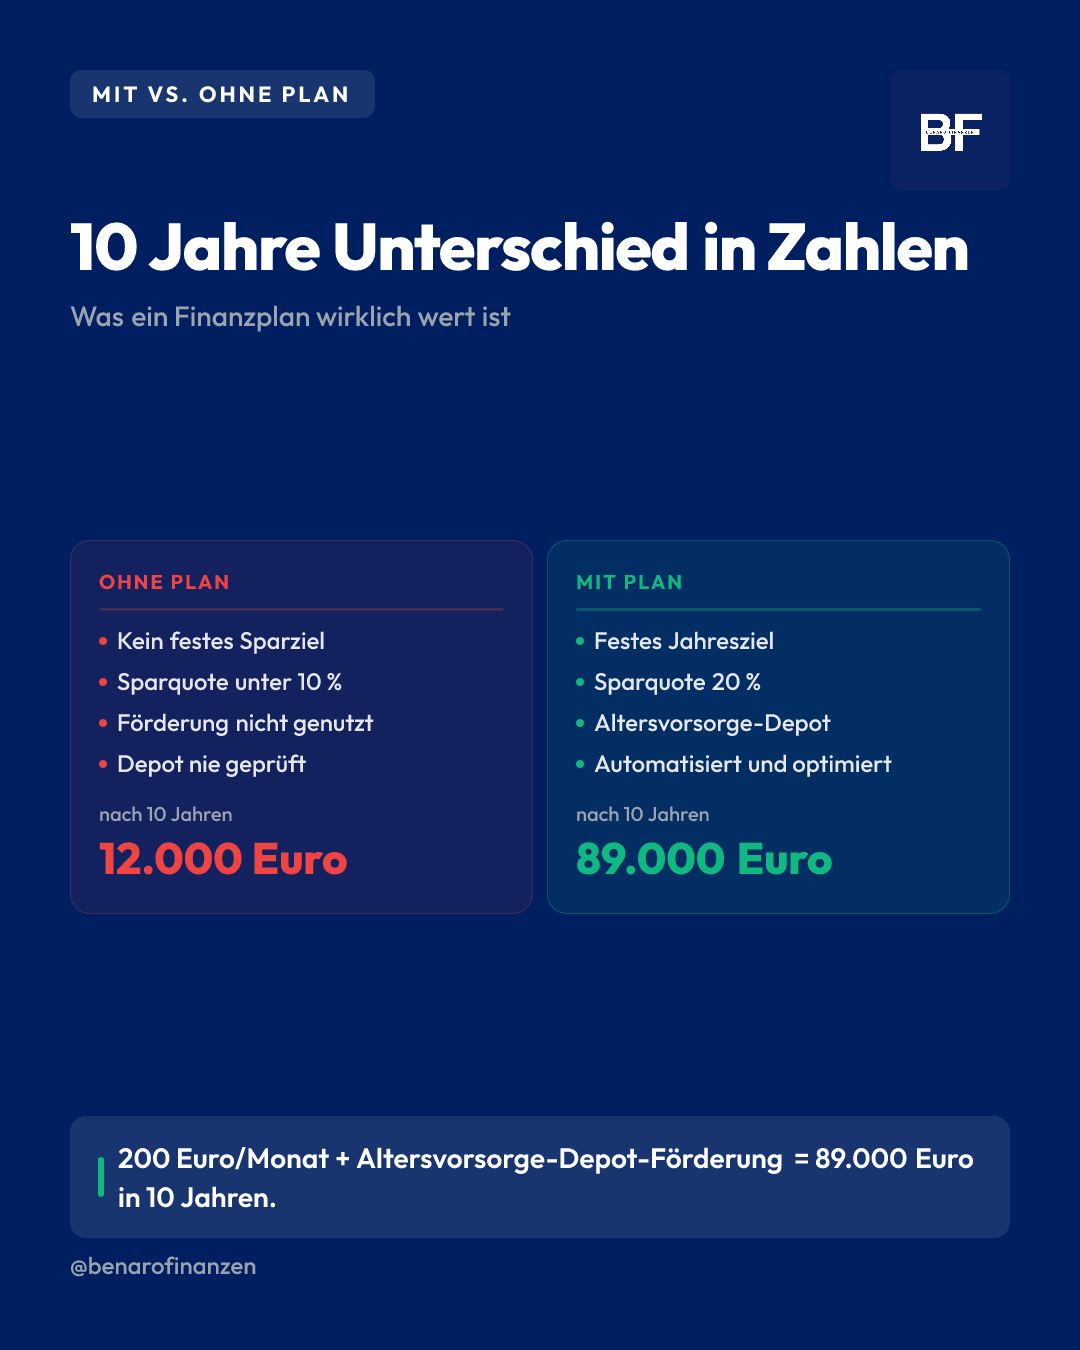 MIT VS. OHNE PLAN
BF
10 Jahre Unterschied in Zahlen
Was ein Finanzplan wirklich wert ist
OHNE PLAN
Kein festes Sparziel
Sparquote unter 10 %
Förderung nicht genutzt
Depot nie geprüft
nach 10 Jahren
12.000 Euro
MIT PLAN
Festes Jahresziel
Sparquote 20 %
Altersvorsorge-Depot
Automatisiert und optimiert
nach 10 Jahren
89.000 Euro
200 Euro/Monat + Altersvorsorge-Depot-Förderung = 89.000 Euro
in 10 Jahren.
@benarofinanzen